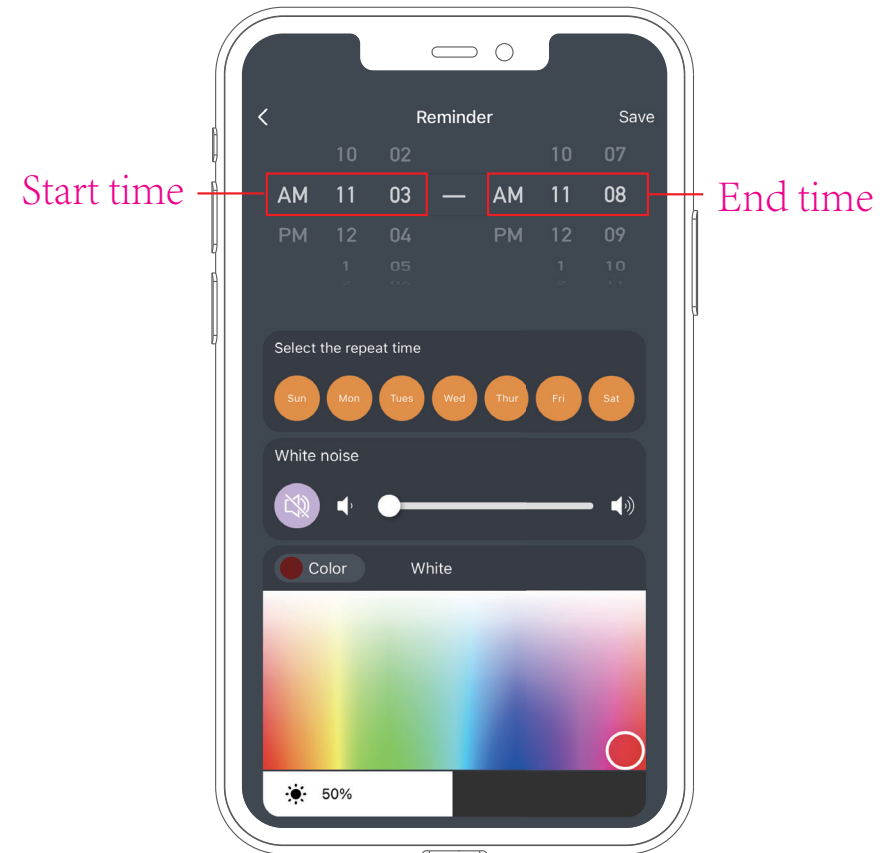 Reminder Save
10 02 10 07
Start time AM 11 03 — AM 11 08 End time
PM 12 04 PM 12 09
1 05 1 10
Select the repeat time
Sun Mon Tues Wed Thur Fri Sat
White noise
Color White
50%